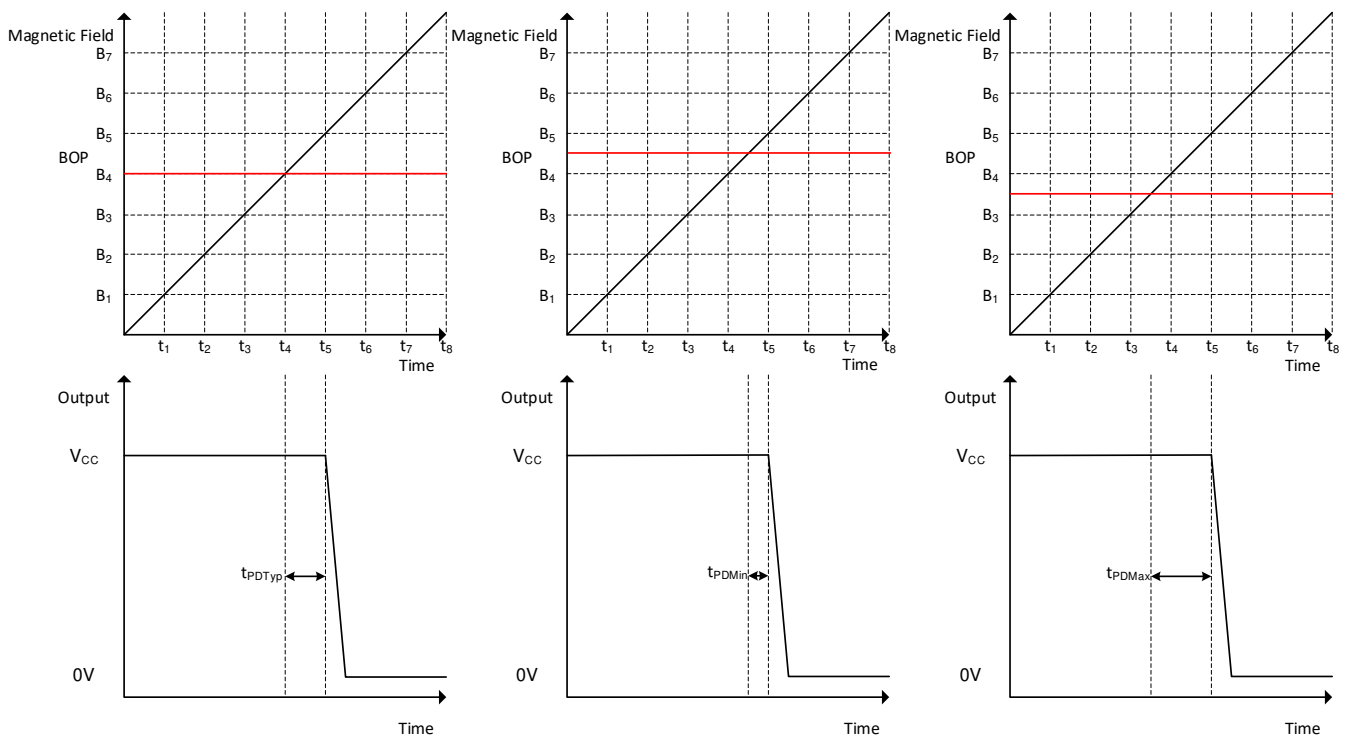 Magnetic Field
B₇
B₆
B₅
BOP
B₄
B₃
B₂
B₁
t₁ t₂ t₃ t₄ t₅ t₆ t₇ t₈
Time
Magnetic Field
B₇
B₆
B₅
BOP
B₄
B₃
B₂
B₁
t₁ t₂ t₃ t₄ t₅ t₆ t₇ t₈
Time
Magnetic Field
B₇
B₆
B₅
BOP
B₄
B₃
B₂
B₁
t₁ t₂ t₃ t₄ t₅ t₆ t₇ t₈
Time
Output
VCC
tPDTyp
0V
Time
Output
VCC
tPDMin
0V
Time
Output
VCC
tPDMax
0V
Time